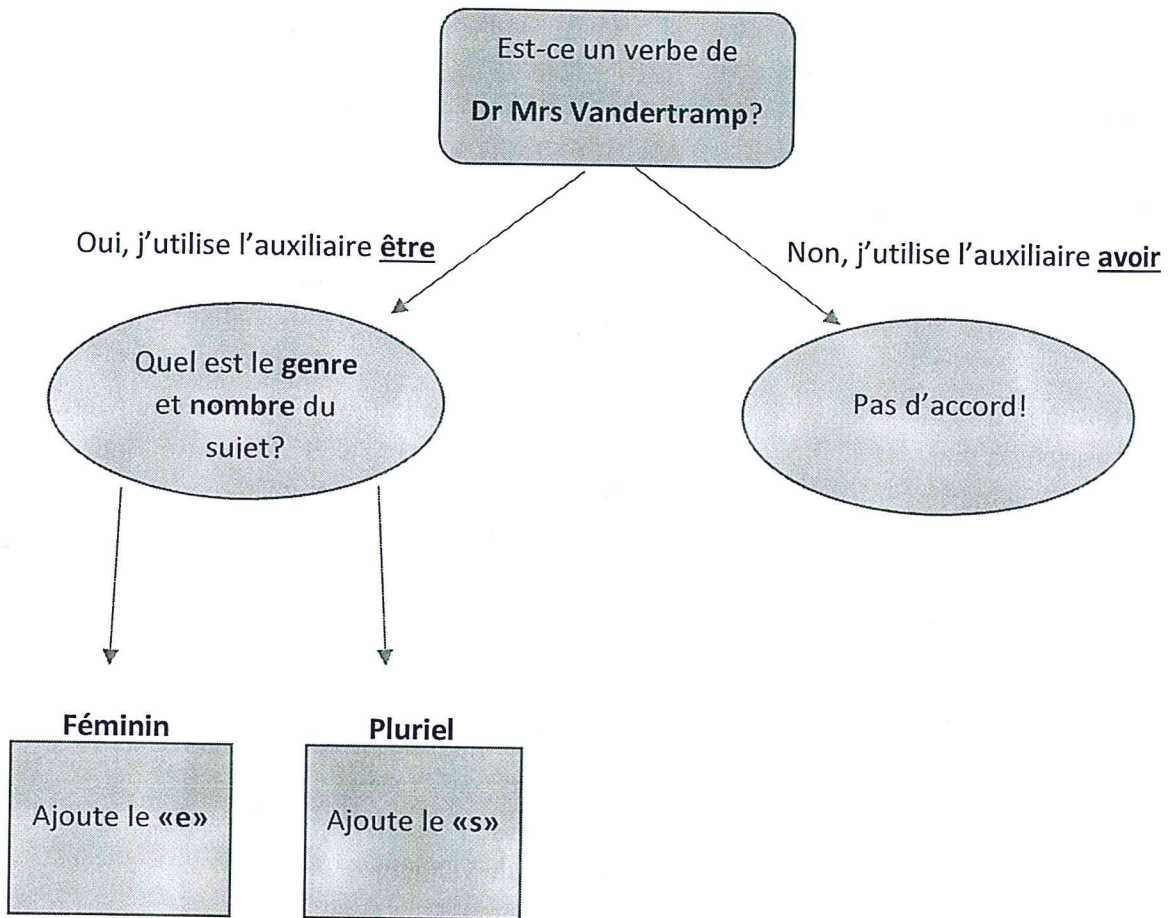 Est-ce un verbe de
Dr Mrs Vandertramp?
Oui, j'utilise l'auxiliaire être
Non, j'utilise l'auxiliaire avoir
Quel est le genre
et nombre du
sujet?
Pas d'accord!
Féminin
Pluriel
Ajoute le «e»
Ajoute le «s»